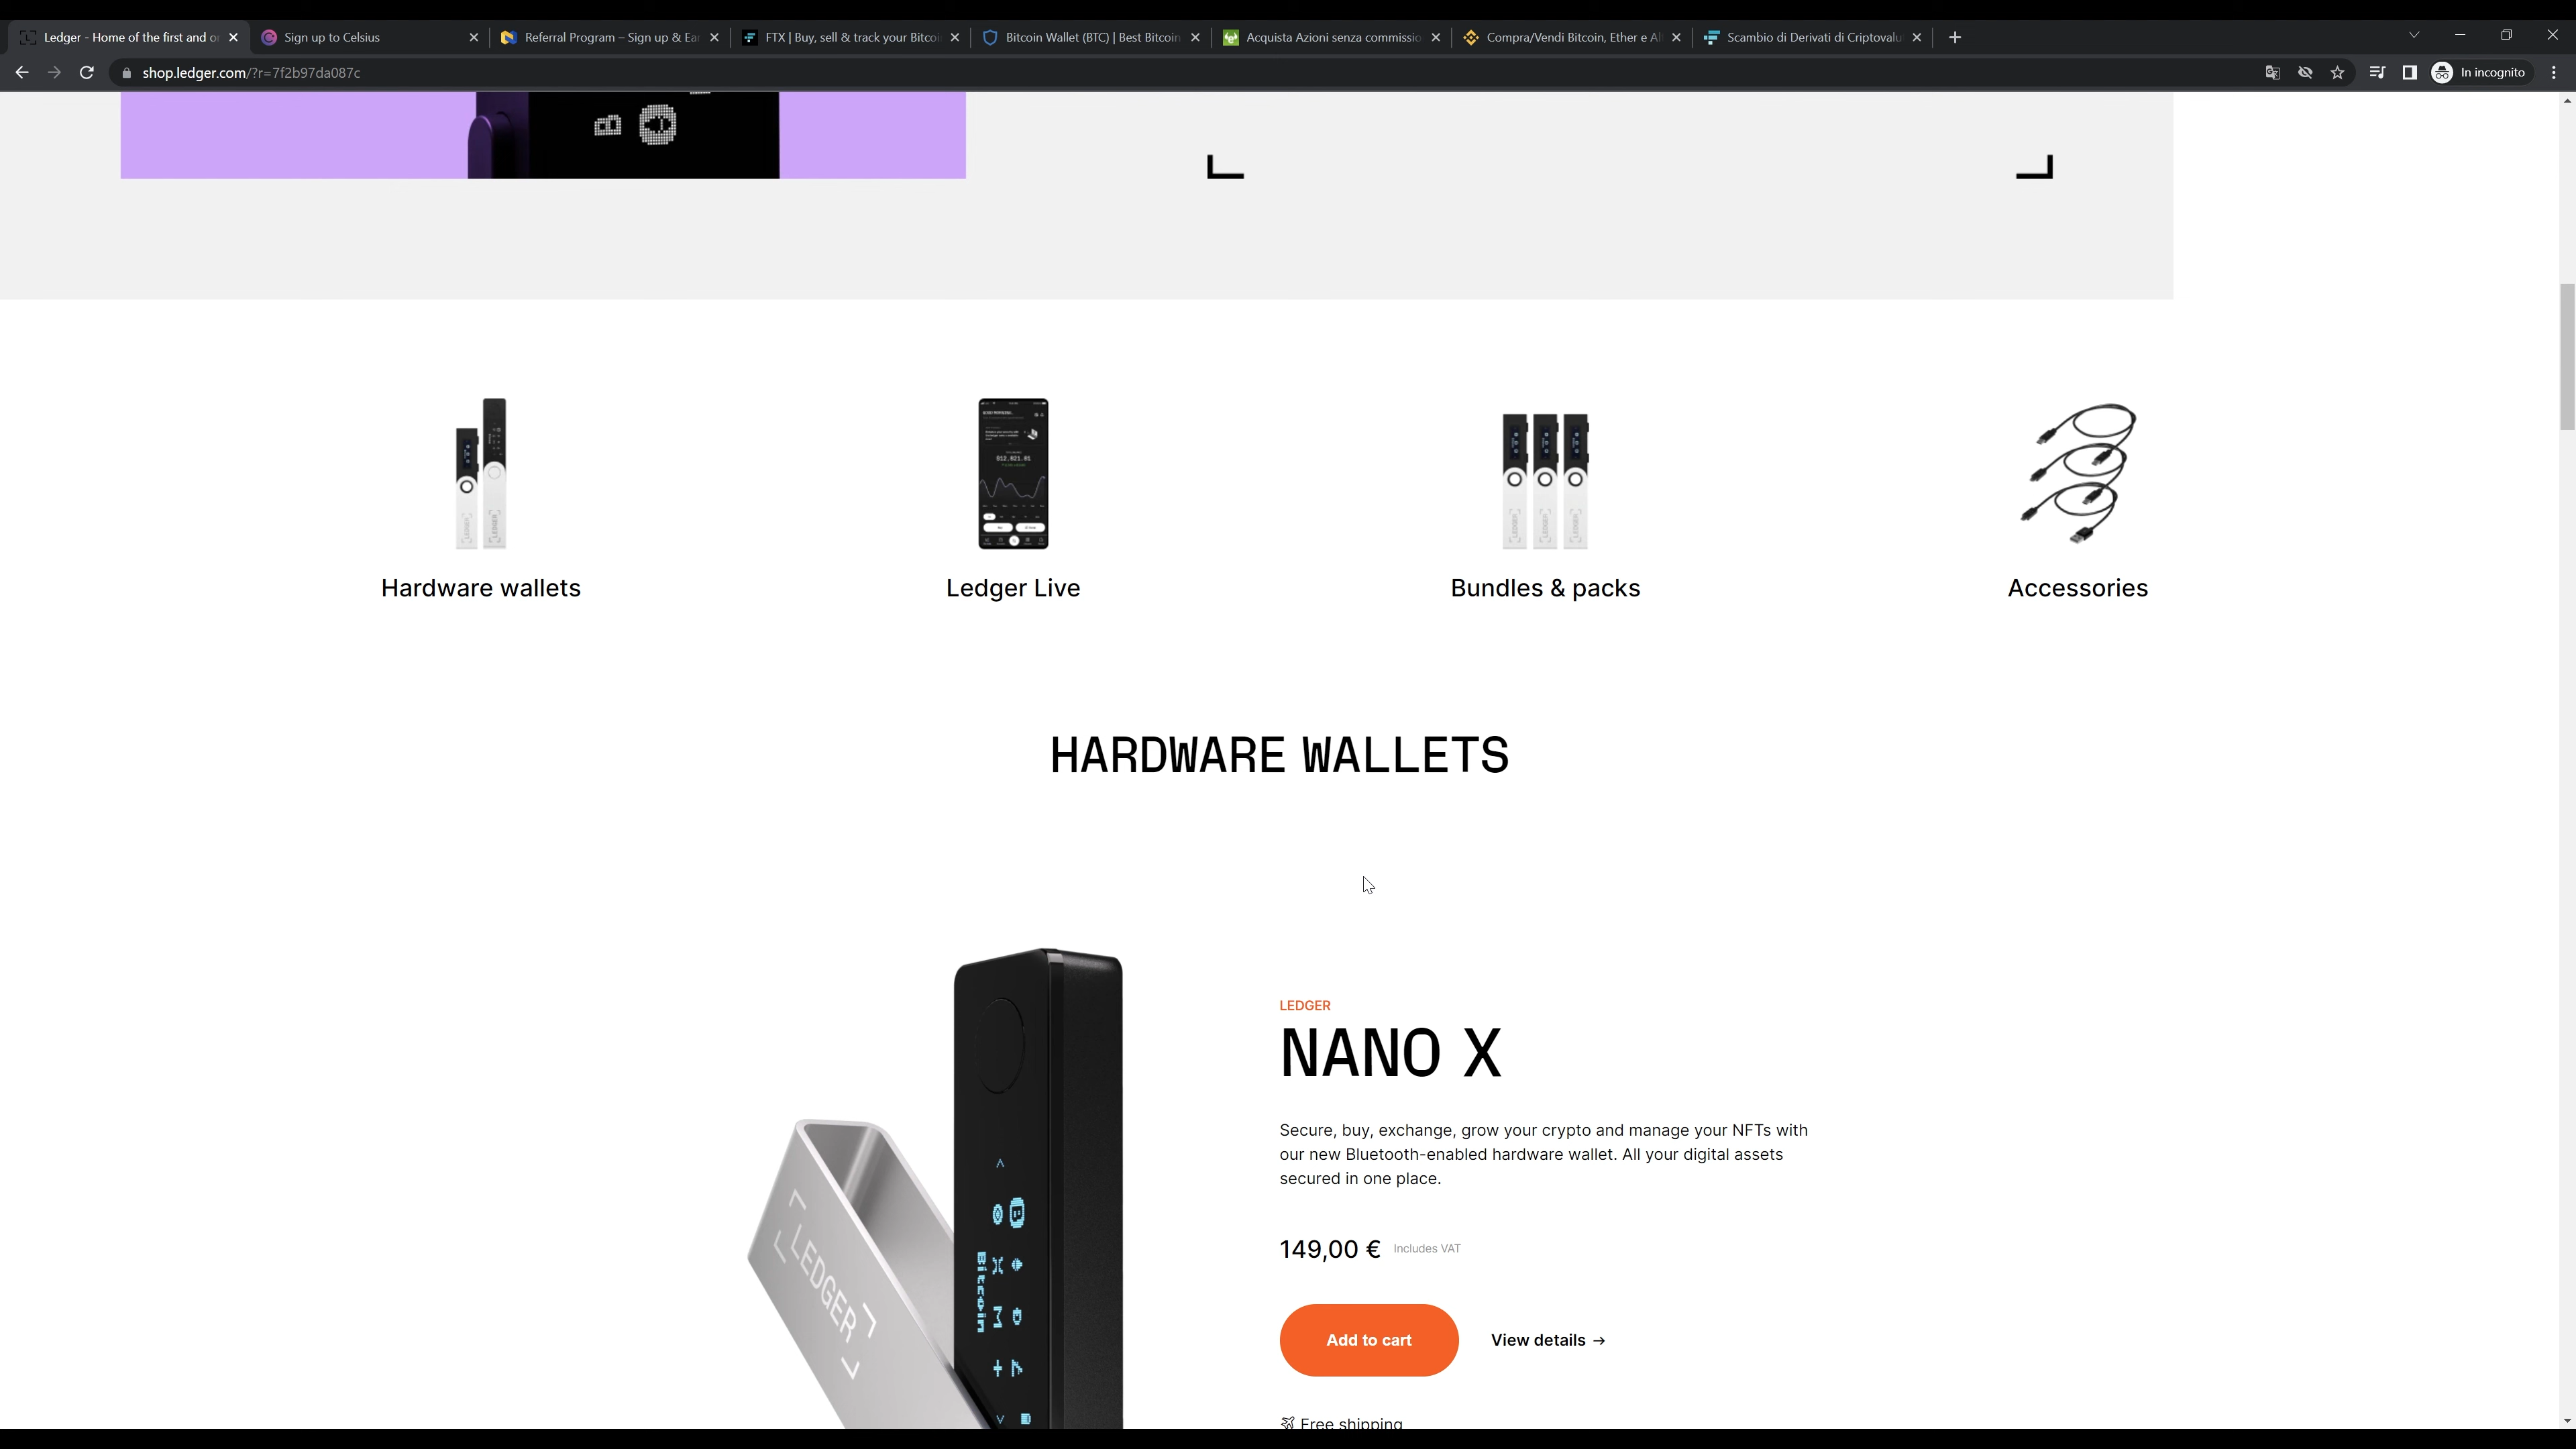 Ledger - Home of the first and o
Sign up to Celsius
Referral Program – Sign up & Ear
FTX | Buy, sell & track your Bitcoi
Bitcoin Wallet (BTC) | Best Bitcoin
Acquista Azioni senza commissio
Compra/Vendi Bitcoin, Ether e Al
Scambio di Derivati di Criptovalu
shop.ledger.com/?r=7f2b97da087c
In incognito
Hardware wallets
Ledger Live
Bundles & packs
Accessories
HARDWARE WALLETS
LEDGER
NANO X
Secure, buy, exchange, grow your crypto and manage your NFTs with
our new Bluetooth-enabled hardware wallet. All your digital assets
secured in one place.
149,00 € Includes VAT
Add to cart
View details →
Free shipping
LEDGER
Bitcoin